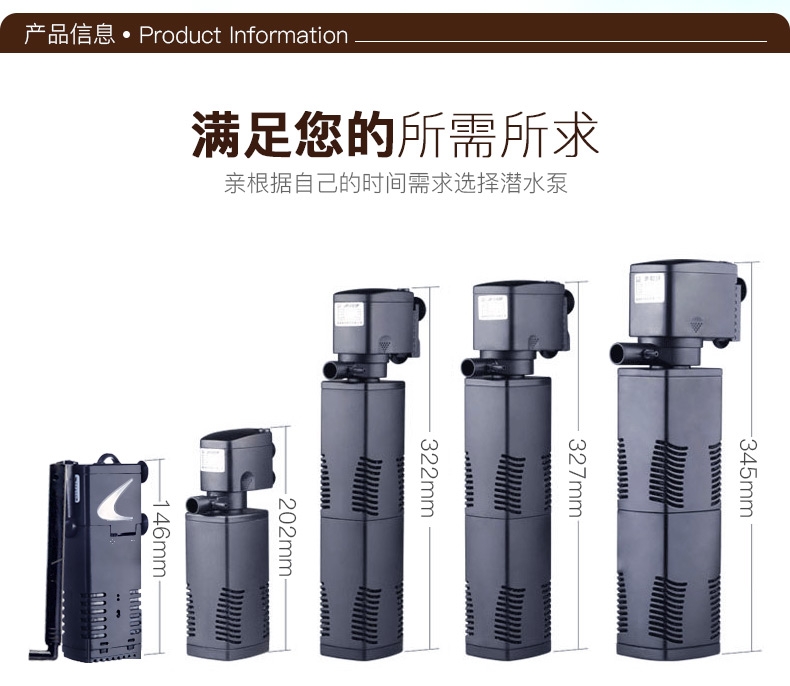 产品信息 • Product Information
满足您的所需所求
亲根据自己的时间需求选择潜水泵
146mm
202mm
322mm
327mm
345mm